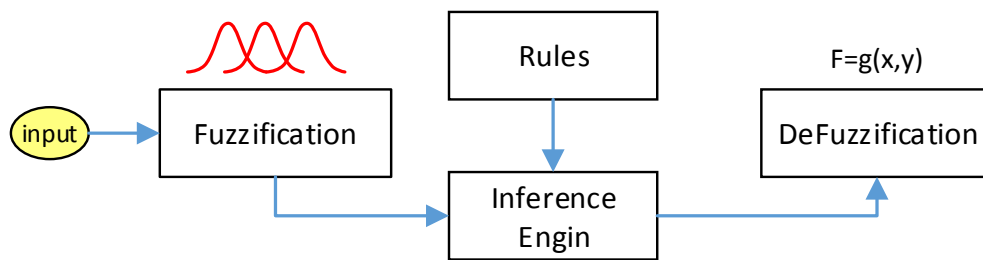 input
Fuzzification
Rules
Inference
Engin
F=g(x,y)
DeFuzzification